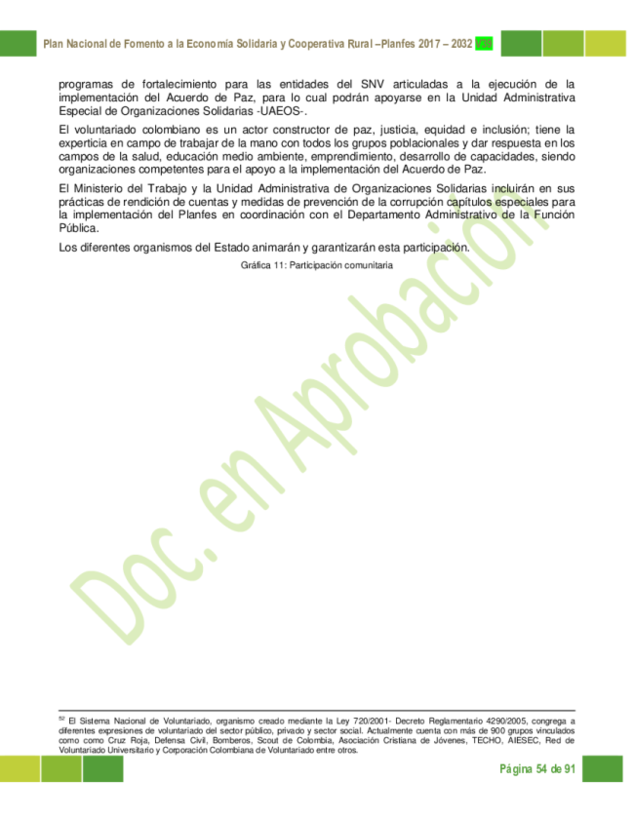 Plan Nacional de Fomento a la Economía Solidaria y Cooperativa Rural –Planfes 2017 – 2032 V39
programas de fortalecimiento para las entidades del SNV articuladas a la ejecución de la
implementación del Acuerdo de Paz, para lo cual podrán apoyarse en la Unidad Administrativa
Especial de Organizaciones Solidarias -UAEOS-.
El voluntariado colombiano es un actor constructor de paz, justicia, equidad e inclusión; tiene la
experticia en campo de trabajar de la mano con todos los grupos poblacionales y dar respuesta en los
campos de la salud, educación medio ambiente, emprendimiento, desarrollo de capacidades, siendo
organizaciones competentes para el apoyo a la implementación del Acuerdo de Paz.
El Ministerio del Trabajo y la Unidad Administrativa de Organizaciones Solidarias incluirán en sus
prácticas de rendición de cuentas y medidas de prevención de la corrupción capítulos especiales para
la implementación del Planfes en coordinación con el Departamento Administrativo de la Función
Pública.
Los diferentes organismos del Estado animarán y garantizarán esta participación.
Gráfica 11: Participación comunitaria
Doc. en Aprobación
52 El Sistema Nacional de Voluntariado, organismo creado mediante la Ley 720/2001- Decreto Reglamentario 4290/2005, congrega a
diferentes expresiones de voluntariado del sector público, privado y sector social. Actualmente cuenta con más de 900 grupos vinculados
como como Cruz Roja, Defensa Civil, Bomberos, Scout de Colombia, Asociación Cristiana de Jóvenes, TECHO, AIESEC, Red de
Voluntariado Universitario y Corporación Colombiana de Voluntariado entre otros.
Página 54 de 91